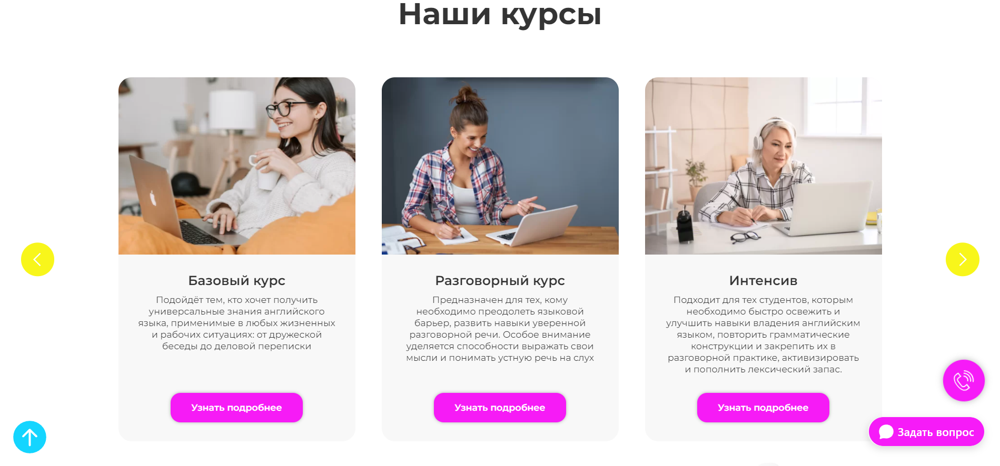 Наши курсы
Базовый курс
Подойдёт тем, кто хочет получить
универсальные знания английского
языка, применимые в любых жизненных
и рабочих ситуациях: от дружеской
беседы до деловой переписки
Узнать подробнее
Разговорный курс
Предназначен для тех, кому
необходимо преодолеть языковой
барьер, развить навыки уверенной
разговорной речи. Особое внимание
уделяется способности выражать свои
мысли и понимать устную речь на слух
Узнать подробнее
Интенсив
Подходит для тех студентов, которым
необходимо быстро освежить и
улучшить навыки владения английским
языком, повторить грамматические
конструкции и закрепить их в
разговорной практике, активизировать
и пополнить лексический запас.
Узнать подробнее
Задать вопрос